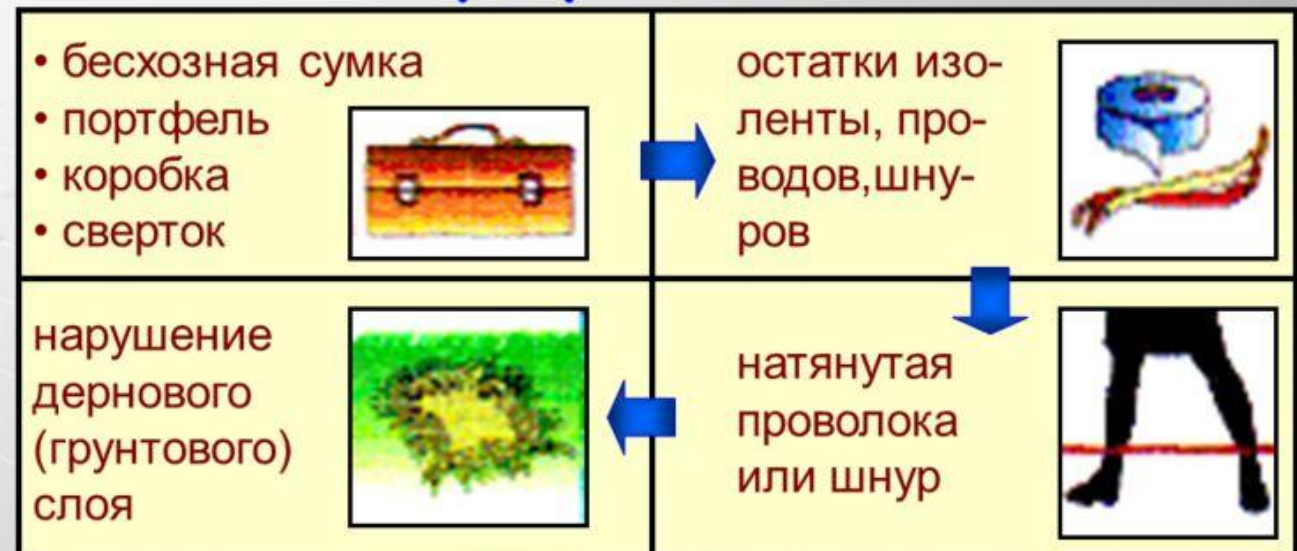 • бесхозная сумка
• портфель
• коробка
• сверток
остатки изо-
ленты, про-
водов,шну-
ров
нарушение
дернового
(грунтового)
слоя
натянутая
проволока
или шнур